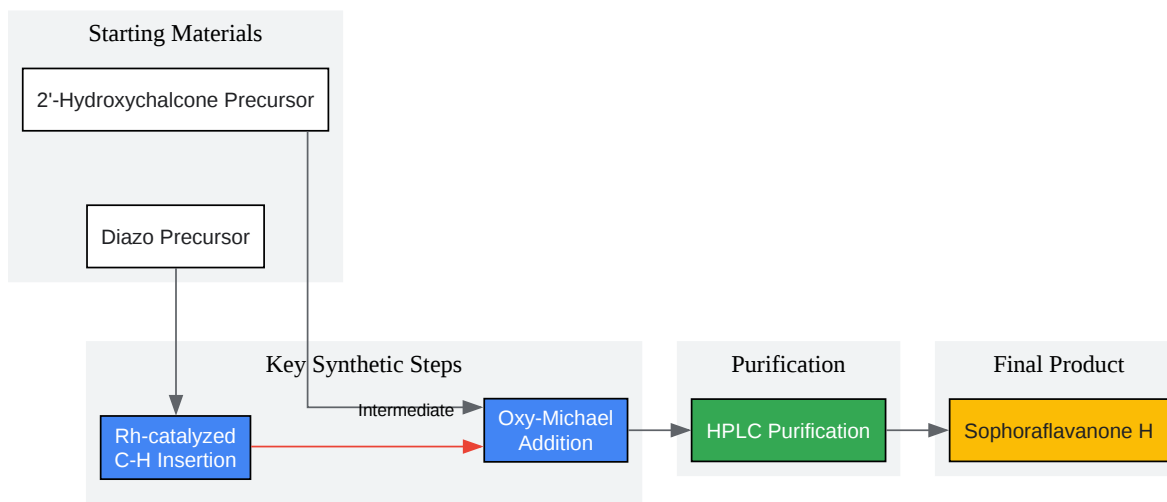 Starting Materials
2'-Hydroxychalcone Precursor
Diazo Precursor
Key Synthetic Steps
Purification
Final Product
Rh-catalyzed
C-H Insertion
Intermediate
Oxy-Michael
Addition
HPLC Purification
Sophoraflavanone H